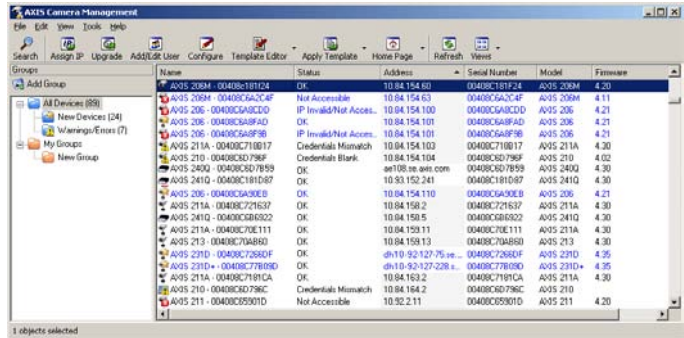 AXIS Camera Management
File Edit View Tools Help
Search Assign IP Upgrade Add/Edit User Configure Template Editor Apply Template Home Page Refresh Views
Groups
Add Group
All Devices (89)
New Devices (24)
Warnings/Errors (7)
My Groups
New Group
Name Status Address Serial Number Model Firmware
AXIS 206M - 00408c181f24 OK 10.84.154.60 00408C181F24 AXIS 206M 4.20
AXIS 206M - 00408C6A2C4F Not Accessible 10.84.154.63 00408C6A2C4F AXIS 206M 4.11
AXIS 206 - 00408C6A8CDD IP Invalid/Not Acces... 10.84.154.100 00408C6A8CDD AXIS 206 4.21
AXIS 206 - 00408C6A8FAD OK 10.84.154.101 00408C6A8FAD AXIS 206 4.21
AXIS 206 - 00408C6A8F9B IP Invalid/Not Acces... 10.84.154.101 00408C6A8F9B AXIS 206 4.21
AXIS 211A - 00408C710B17 Credentials Mismatch 10.84.154.103 00408C710B17 AXIS 211A 4.30
AXIS 210 - 00408C6D796F Credentials Blank 10.84.154.104 00408C6D796F AXIS 210 4.02
AXIS 240Q - 00408C6D7B59 OK ae108.se.axis.com 00408C6D7B59 AXIS 240Q 4.30
AXIS 241Q - 00408C181D87 OK 10.93.152.241 00408C181D87 AXIS 241Q 4.30
AXIS 206 - 00408C6A90EB OK 10.84.154.110 00408C6A90EB AXIS 206 4.21
AXIS 211A - 00408C721637 OK 10.84.158.2 00408C721637 AXIS 211A 4.30
AXIS 241Q - 00408C6B6922 OK 10.84.158.5 00408C6B6922 AXIS 241Q 4.30
AXIS 211A - 00408C70E111 OK 10.84.159.11 00408C70E111 AXIS 211A 4.30
AXIS 213 - 00408C70AB60 OK 10.84.159.13 00408C70AB60 AXIS 213 4.30
AXIS 231D - 00408C7266DF OK dh10-92-127-75.se.... 00408C7266DF AXIS 231D 4.35
AXIS 231D+ - 00408C77B09D OK dh10-92-127-228.s... 00408C77B09D AXIS 231D+ 4.35
AXIS 211A - 00408C7181CA OK 10.84.163.2 00408C7181CA AXIS 211A 4.30
AXIS 210 - 00408C6D796C Credentials Mismatch 10.84.164.2 00408C6D796C AXIS 210
AXIS 211 - 00408C65901D Not Accessible 10.92.2.11 00408C65901D AXIS 211 4.20
1 objects selected